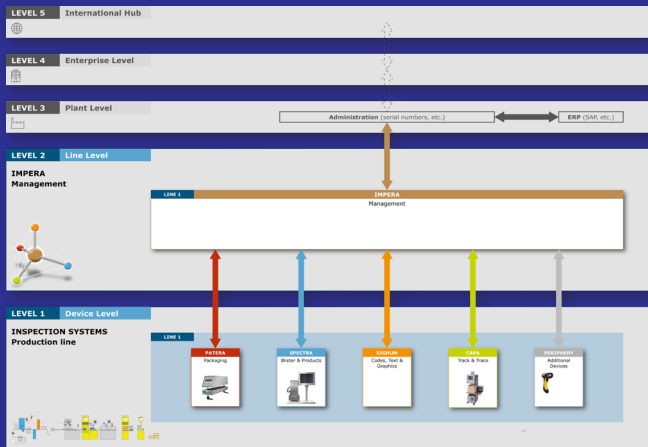 LEVEL 5 International Hub
LEVEL 4 Enterprise Level
LEVEL 3 Plant Level
Administration (serial numbers, etc.)
ERP (SAP, etc.)
LEVEL 2 Line Level
IMPERA
Management
LINE 1
IMPERA
Management
LEVEL 1 Device Level
INSPECTION SYSTEMS
Production line
LINE 1
PATERA
Packaging
SPECTRA
Blister & Products
SIGNUM
Codes, Text &
Graphics
CAPA
Track & Trace
PERIPHERY
Additional
Devices